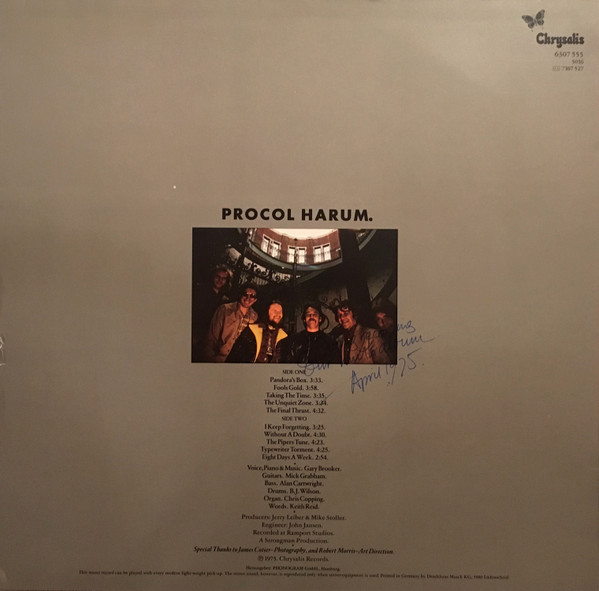 Chrysalis
6307 555
PROCOL HARUM.
April 1975.
SIDE ONE
Pandora's Box. 3:33.
Fools Gold. 3:58.
Taking The Time. 3:35.
The Unquiet Zone. 3:34.
The Final Thrust. 4:32.
SIDE TWO
I Keep Forgetting. 3:25.
Without A Doubt. 4:30.
The Pipers Tune. 4:23.
Typewriter Torment. 4:25.
Eight Days A Week. 2:54.
Voice, Piano & Music. Gary Brooker.
Guitars. Mick Grabham.
Bass. Alan Cartwright.
Drums. B.J. Wilson.
Organ. Chris Copping.
Words. Keith Reid.
Producers: Jerry Leiber & Mike Stoller.
Engineer: John Jansen.
Recorded at Ramport Studios.
A Strongman Production.
Special Thanks to James Cotier–Photography, and Robert Morris–Art Direction.
© 1975. Chrysalis Records.